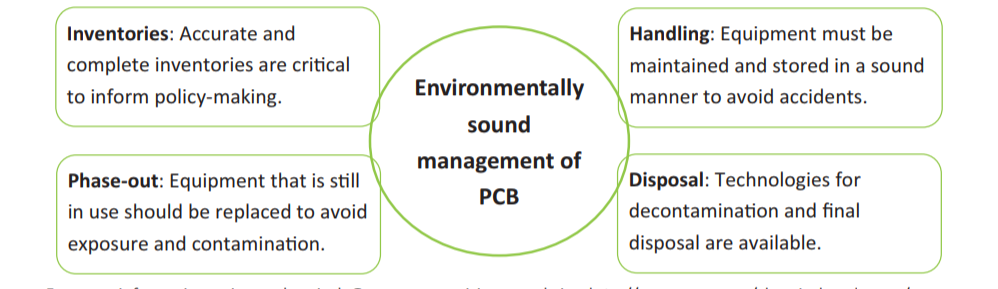 Inventories: Accurate and
complete inventories are critical
to inform policy-making.
Environmentally
sound
management of
PCB
Handling: Equipment must be
maintained and stored in a sound
manner to avoid accidents.
Phase-out: Equipment that is still
in use should be replaced to avoid
exposure and contamination.
Disposal: Technologies for
decontamination and final
disposal are available.